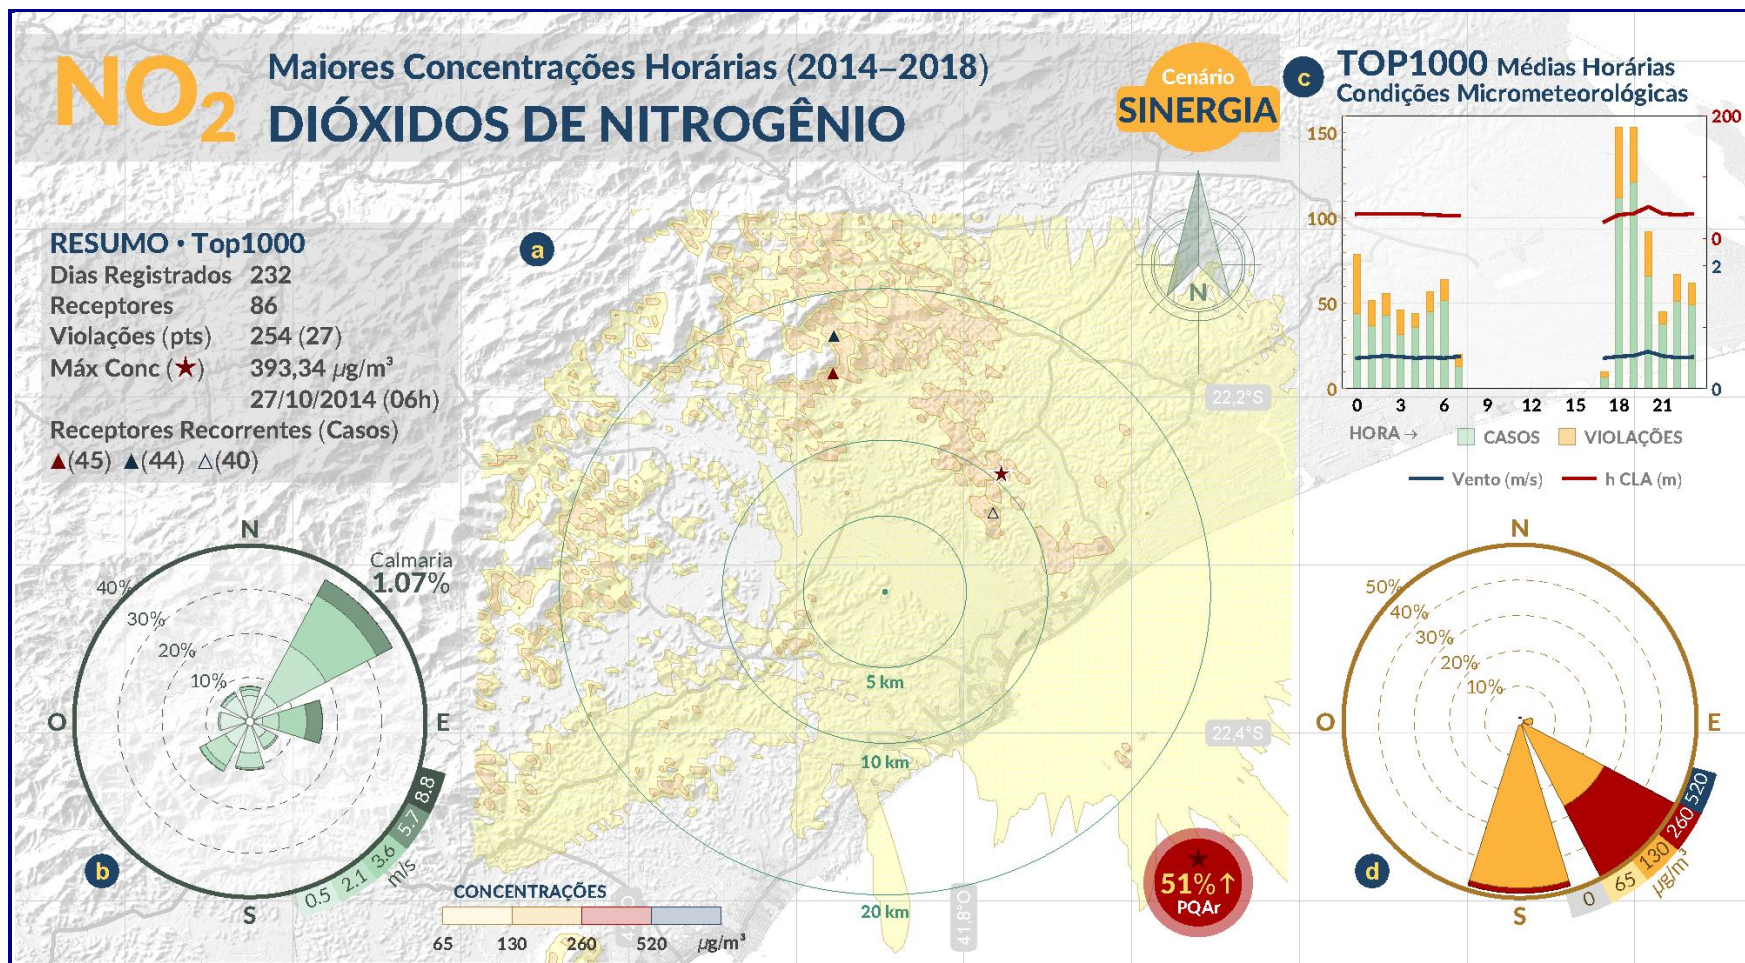 NO2
Maiores Concentrações Horárias (2014–2018)
DIÓXIDOS DE NITROGÊNIO
Cenário
SINERGIA
c
TOP1000 Médias Horárias
Condições Micrometeorológicas
150
100
50
0
200
0
2
0
0 3 6 9 12 15 18 21
HORA →
CASOS
VIOLAÇÕES
Vento (m/s)
h CLA (m)
RESUMO • Top1000
Dias Registrados 232
Receptores 86
Violações (pts) 254 (27)
Máx Conc (★) 393,34 µg/m³
27/10/2014 (06h)
Receptores Recorrentes (Casos)
▲(45) ▲(44) △(40)
a
N
22,2°S
22,4°S
41,8°O
5 km
10 km
20 km
N
E
S
O
Calmaria
1.07%
40%
30%
20%
10%
0.5
2.1
3.6
5.7
8.8
m/s
b
CONCENTRAÇÕES
65 130 260 520 µg/m³
★
51%↑
PQAr
N
E
S
O
50%
40%
30%
20%
10%
0
65
130
260
520
µg/m³
d